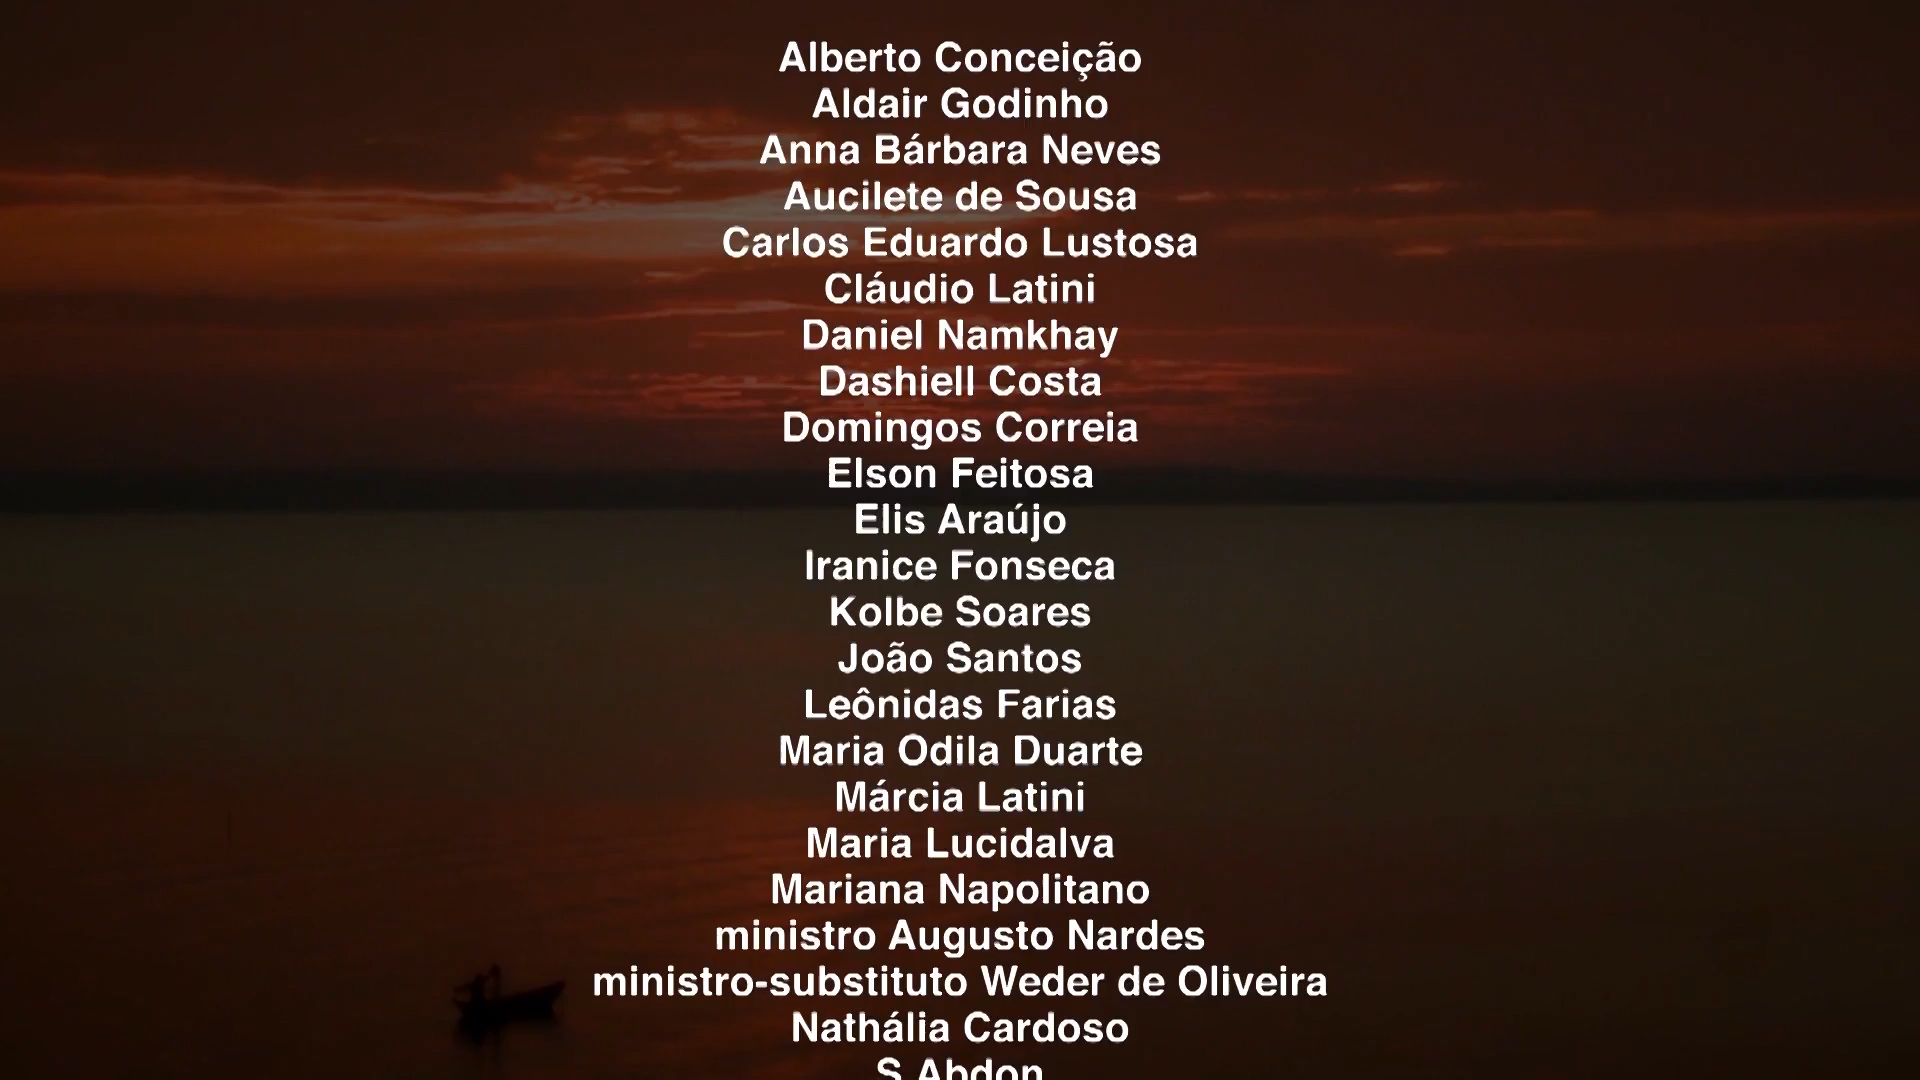 Alberto Conceição
Aldair Godinho
Anna Bárbara Neves
Aucilete de Sousa
Carlos Eduardo Lustosa
Cláudio Latini
Daniel Namkhay
Dashiell Costa
Domingos Correia
Elson Feitosa
Elis Araújo
Iranice Fonseca
Kolbe Soares
João Santos
Leônidas Farias
Maria Odila Duarte
Márcia Latini
Maria Lucidalva
Mariana Napolitano
ministro Augusto Nardes
ministro-substituto Weder de Oliveira
Nathália Cardoso
S Abdon